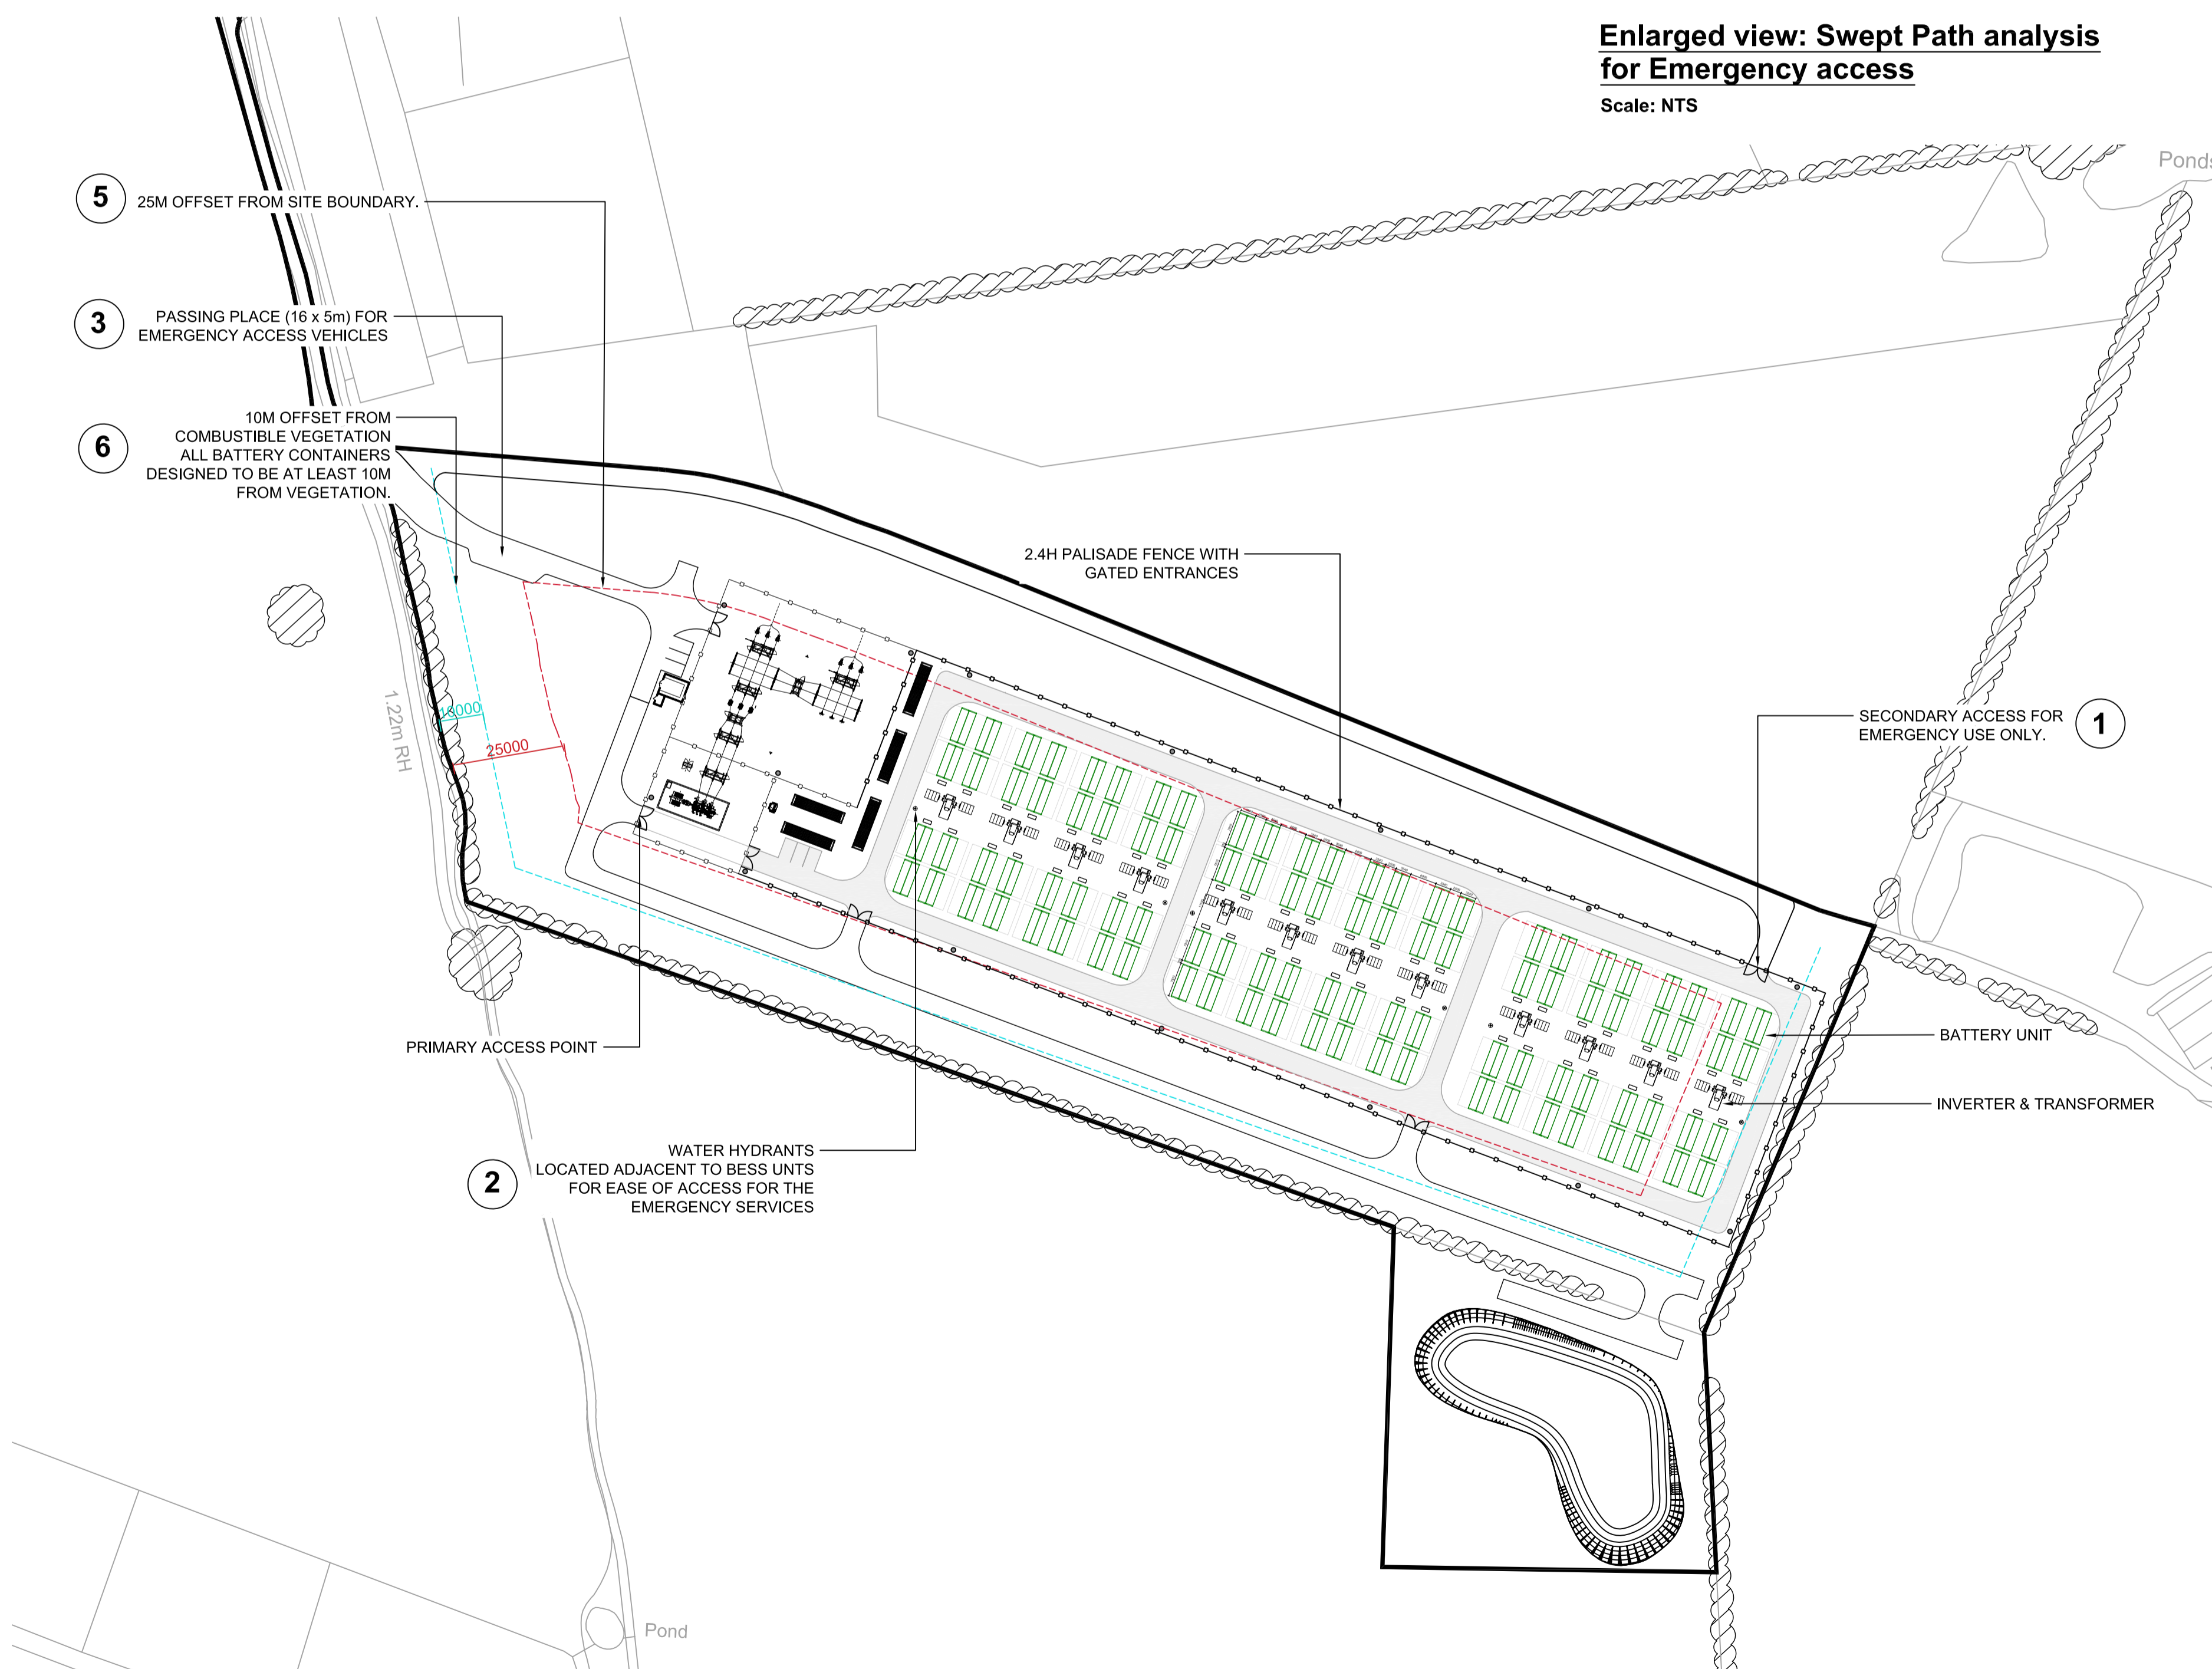 Enlarged view: Swept Path analysis
for Emergency access
Scale: NTS
Ponds
5
25M OFFSET FROM SITE BOUNDARY.
3
PASSING PLACE (16 x 5m) FOR
EMERGENCY ACCESS VEHICLES
6
10M OFFSET FROM
COMBUSTIBLE VEGETATION
ALL BATTERY CONTAINERS
DESIGNED TO BE AT LEAST 10M
FROM VEGETATION.
2.4H PALISADE FENCE WITH
GATED ENTRANCES
1.22m RH
10000
25000
SECONDARY ACCESS FOR
EMERGENCY USE ONLY.
1
PRIMARY ACCESS POINT
BATTERY UNIT
INVERTER & TRANSFORMER
2
WATER HYDRANTS
LOCATED ADJACENT TO BESS UNTS
FOR EASE OF ACCESS FOR THE
EMERGENCY SERVICES
Pond